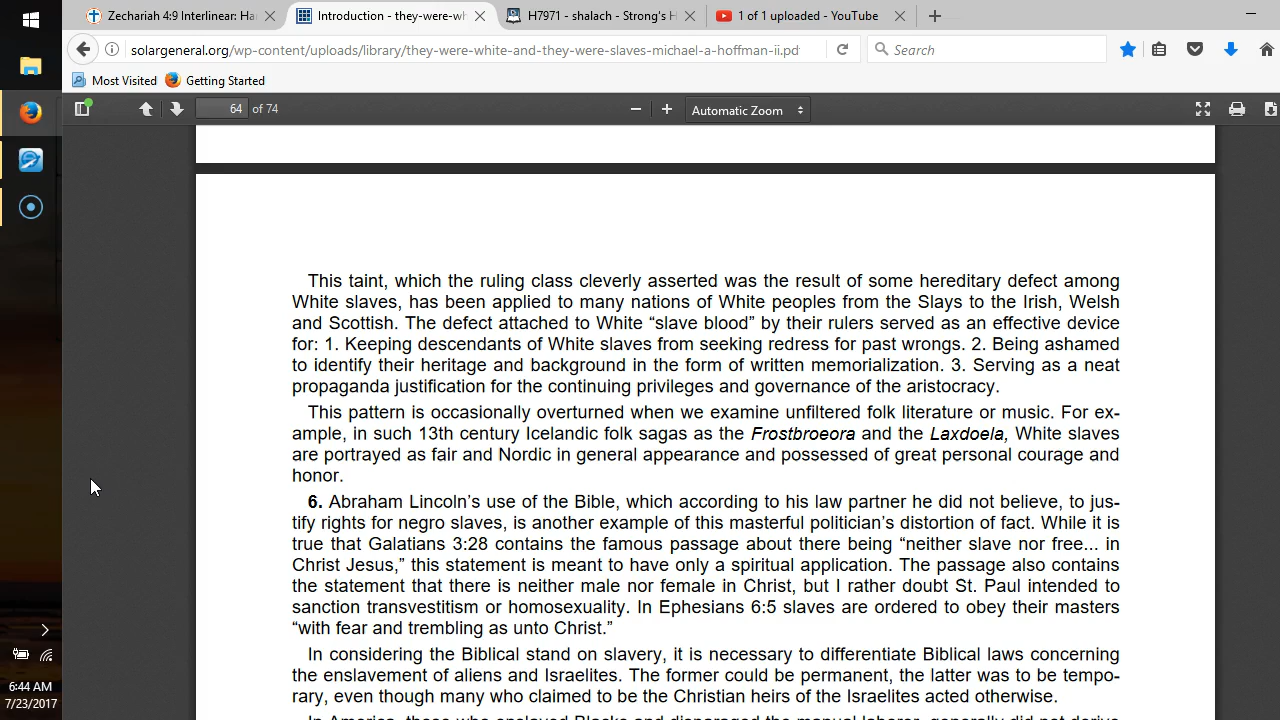 Zechariah 4:9 Interlinear: Ha
Introduction - they-were-wh
H7971 - shalach - Strong's H
1 of 1 uploaded - YouTube
solargeneral.org/wp-content/uploads/library/they-were-white-and-they-were-slaves-michael-a-hoffman-ii.pd
Search
Most Visited
Getting Started
64 of 74
Automatic Zoom
This taint, which the ruling class cleverly asserted was the result of some hereditary defect among
White slaves, has been applied to many nations of White peoples from the Slays to the Irish, Welsh
and Scottish. The defect attached to White “slave blood” by their rulers served as an effective device
for: 1. Keeping descendants of White slaves from seeking redress for past wrongs. 2. Being ashamed
to identify their heritage and background in the form of written memorialization. 3. Serving as a neat
propaganda justification for the continuing privileges and governance of the aristocracy.
This pattern is occasionally overturned when we examine unfiltered folk literature or music. For ex-
ample, in such 13th century Icelandic folk sagas as the Frostbroeora and the Laxdoela, White slaves
are portrayed as fair and Nordic in general appearance and possessed of great personal courage and
honor.
6. Abraham Lincoln’s use of the Bible, which according to his law partner he did not believe, to jus-
tify rights for negro slaves, is another example of this masterful politician’s distortion of fact. While it is
true that Galatians 3:28 contains the famous passage about there being “neither slave nor free... in
Christ Jesus,” this statement is meant to have only a spiritual application. The passage also contains
the statement that there is neither male nor female in Christ, but I rather doubt St. Paul intended to
sanction transvestitism or homosexuality. In Ephesians 6:5 slaves are ordered to obey their masters
“with fear and trembling as unto Christ.”
In considering the Biblical stand on slavery, it is necessary to differentiate Biblical laws concerning
the enslavement of aliens and Israelites. The former could be permanent, the latter was to be tempo-
rary, even though many who claimed to be the Christian heirs of the Israelites acted otherwise.
In America, those who enslaved Blacks and disparaged the manual laborer, generally did not derive
6:44 AM
7/23/2017